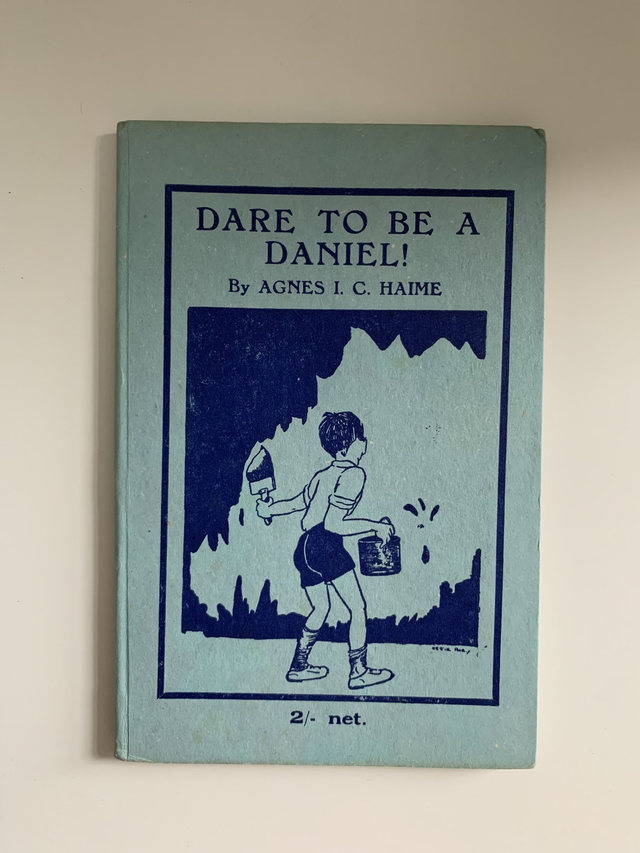 DARE TO BE A
DANIEL!
By AGNES I. C. HAIME
2/- net.